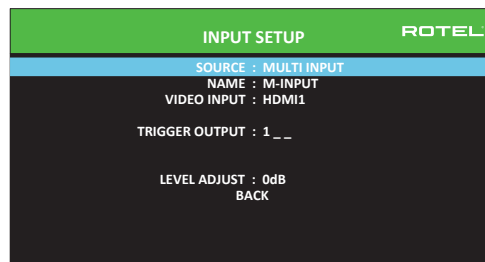 INPUT SETUP
ROTEL
SOURCE : MULTI INPUT
NAME : M-INPUT
VIDEO INPUT : HDMI1
TRIGGER OUTPUT : 1 _ _
LEVEL ADJUST : 0dB
BACK